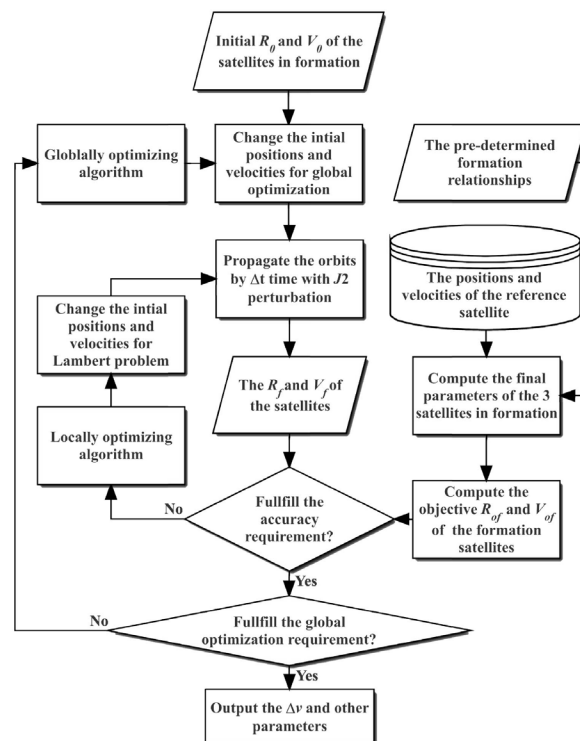 Initial R₀ and V₀ of the
satellites in formation
Globlally optimizing
algorithm
Change the intial
positions and
velocities for global
optimization
The pre-determined
formation
relationships
Propagate the orbits
by Δt time with J2
perturbation
The positions and
velocities of the reference
satellite
Change the intial
positions and
velocities for
Lambert problem
The R_f and V_f of
the satellites
Compute the final
parameters of the 3
satellites in formation
Locally optimizing
algorithm
No
Fullfill the
accuracy
requirement?
Compute the
objective R_of and V_of
of the formation
satellites
Yes
No
Fullfill the global
optimization requirement?
Yes
Output the Δv and other
parameters